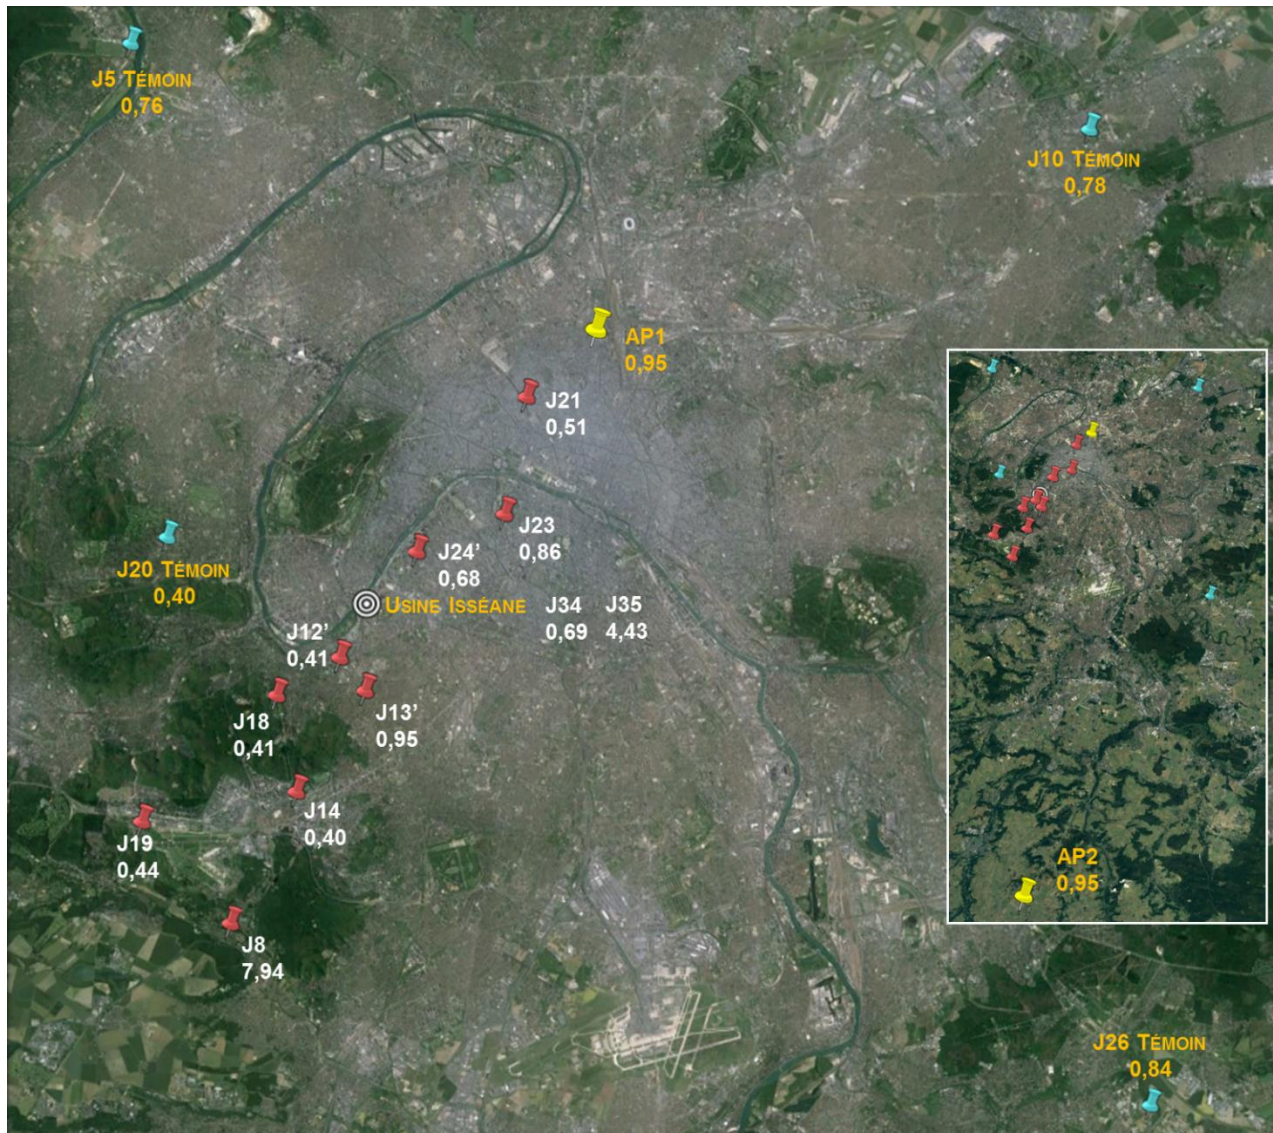 J5 TÉMOIN
0,76
J10 TÉMOIN
0,78
AP1
0,95
J21
0,51
J23
0,86
J24'
0,68
J20 TÉMOIN
0,40
USINE ISSÉANE
J34 J35
0,69 4,43
J12'
0,41
J18
0,41
J13'
0,95
J14
0,40
J19
0,44
J8
7,94
AP2
0,95
J26 TÉMOIN
0,84